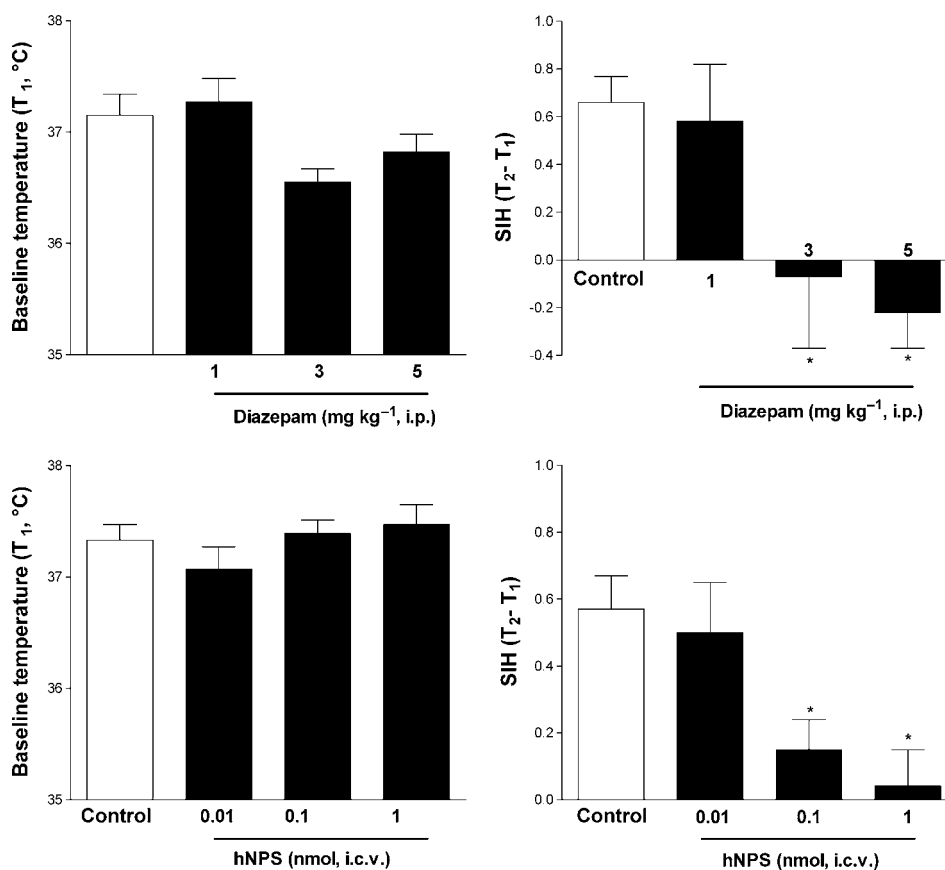 Baseline temperature (T₁, °C)
38
37
36
35
1 3 5
Diazepam (mg kg⁻¹, i.p.)
SIH (T₂- T₁)
1.0
0.8
0.6
0.4
0.2
0.0
-0.2
-0.4
Control 1 3 5
* *
Diazepam (mg kg⁻¹, i.p.)
Baseline temperature (T₁, °C)
38
37
36
35
Control 0.01 0.1 1
hNPS (nmol, i.c.v.)
SIH (T₂- T₁)
1.0
0.8
0.6
0.4
0.2
0.0
* *
Control 0.01 0.1 1
hNPS (nmol, i.c.v.)